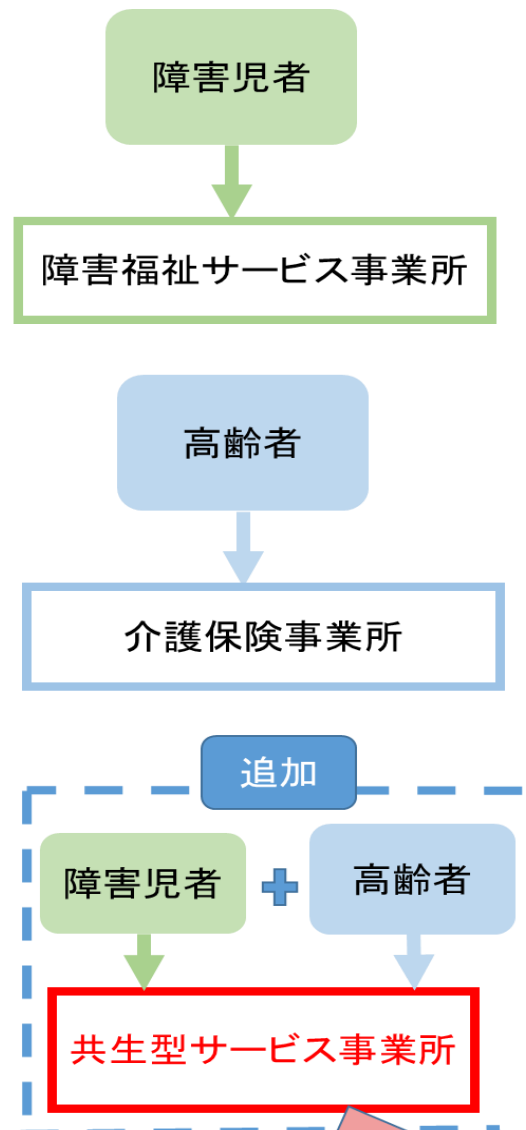 障害児者
障害福祉サービス事業所
高齢者
介護保険事業所
追加
障害児者
高齢者
共生型サービス事業所